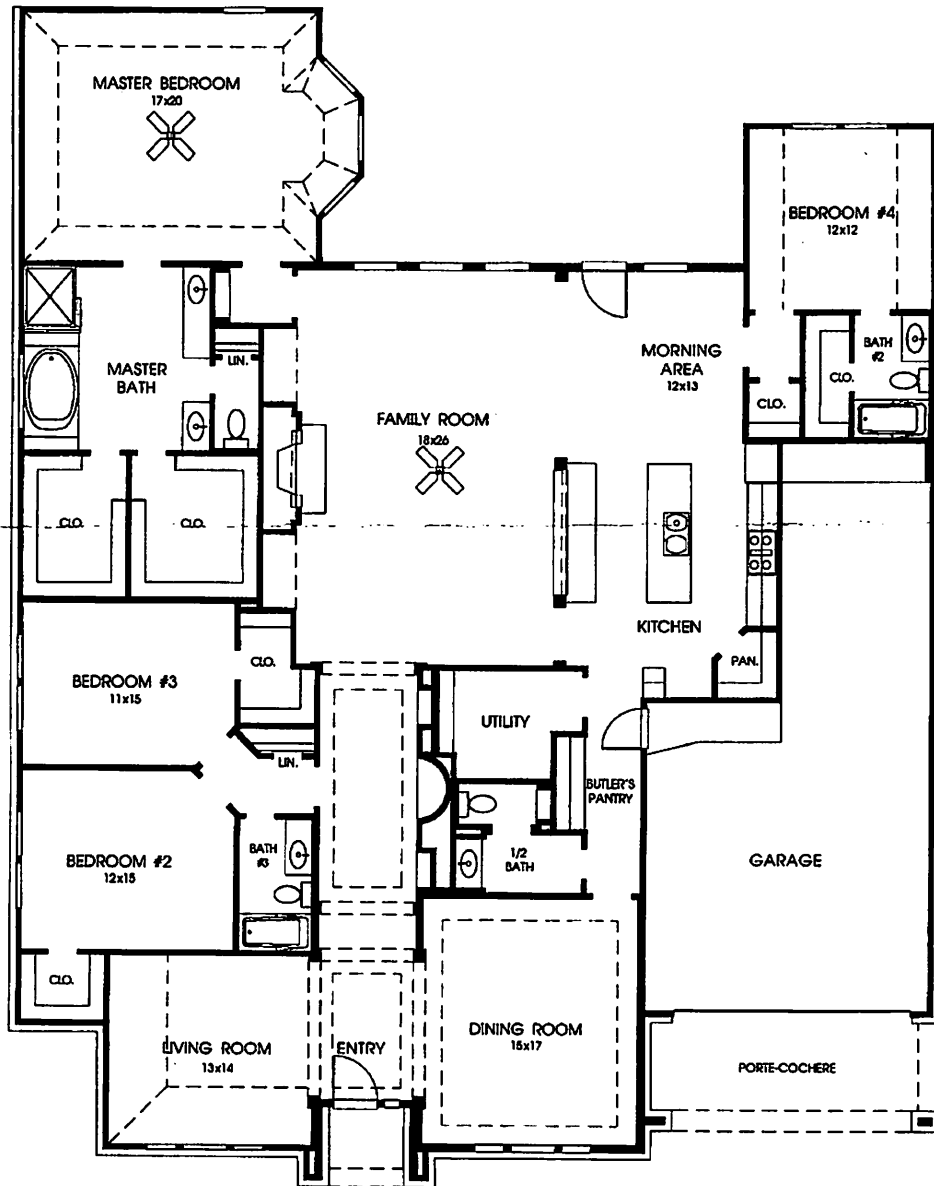 MASTER BEDROOM
17x20
BEDROOM #4
12x12
MASTER
BATH
LIN.
FAMILY ROOM
18x26
MORNING
AREA
12x13
CLO.
CLO.
BATH
#2
CLO.
CLO.
KITCHEN
PAN.
BEDROOM #3
11x15
CLO.
LIN.
UTILITY
BUTLER'S
PANTRY
BEDROOM #2
12x15
BATH
#3
1/2
BATH
GARAGE
CLO.
LIVING ROOM
13x14
ENTRY
DINING ROOM
15x17
PORTE-COCHERE